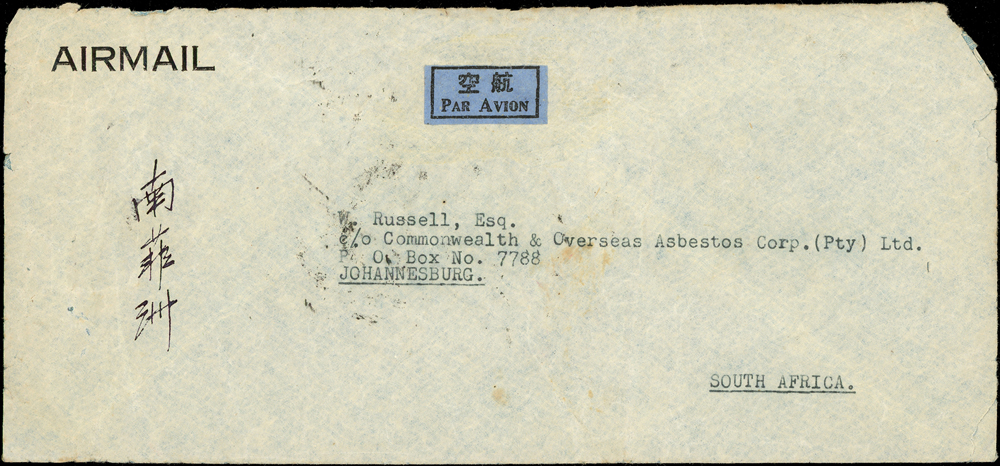 AIRMAIL
空航
PAR AVION
南菲洲
W. Russell, Esq.
c/o Commonwealth & Overseas Asbestos Corp.(Pty) Ltd.
P. O. Box No. 7788
JOHANNESBURG.
SOUTH AFRICA.